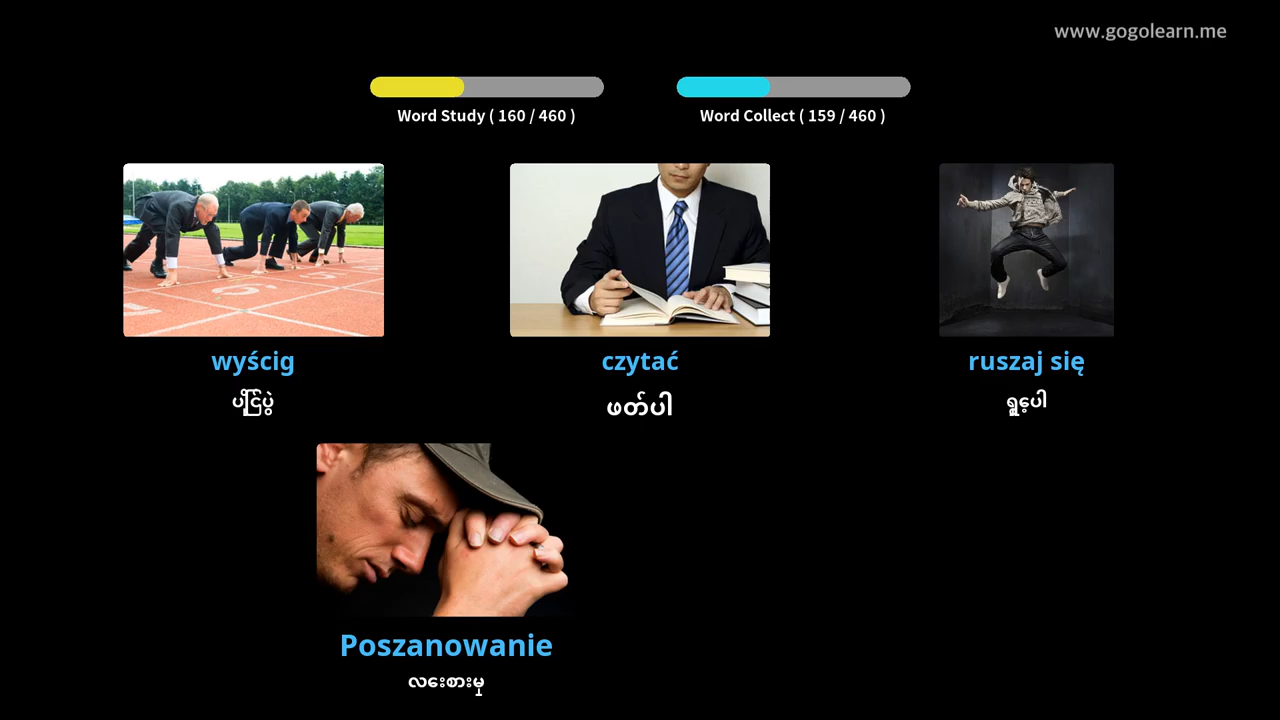 www.gogolearn.me
Word Study ( 160 / 460 )
Word Collect ( 159 / 460 )
wyścig
ပြိုင်ပွဲ
czytać
ဖတ်ပါ
ruszaj się
ရွှေ့ပါ
Poszanowanie
လေးစားမှု